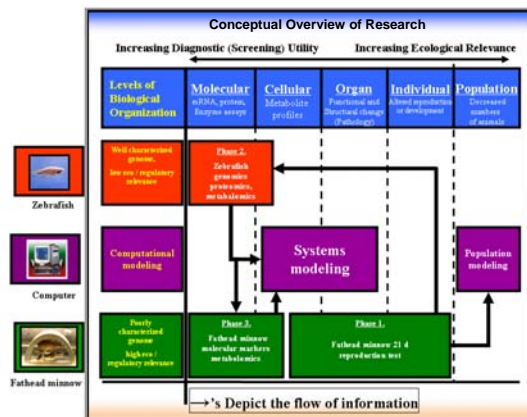 Conceptual Overview of Research
Increasing Diagnostic (Screening) Utility
Increasing Ecological Relevance
Levels of
Biological
Organization
Molecular
mRNA, protein,
Enzyme assays
Cellular
Metabolite
profiles
Organ
Functional and
Structural change
(Pathology)
Individual
Altered reproduction
or development
Population
Decreased
numbers
of animals
Zebrafish
Well characterized
genome,
low eco / regulatory
relevance
Phase 2.
Zebrafish
genomics
proteomics,
metabolomics
Computer
Computational
modeling
Systems
modeling
Population
modeling
Fathead minnow
Poorly
characterized
genome
high eco /
regulatory relevance
Phase 3.
Fathead minnow
molecular markers
metabolomics
Phase 1.
Fathead minnow 21 d
reproduction test
→'s Depict the flow of information